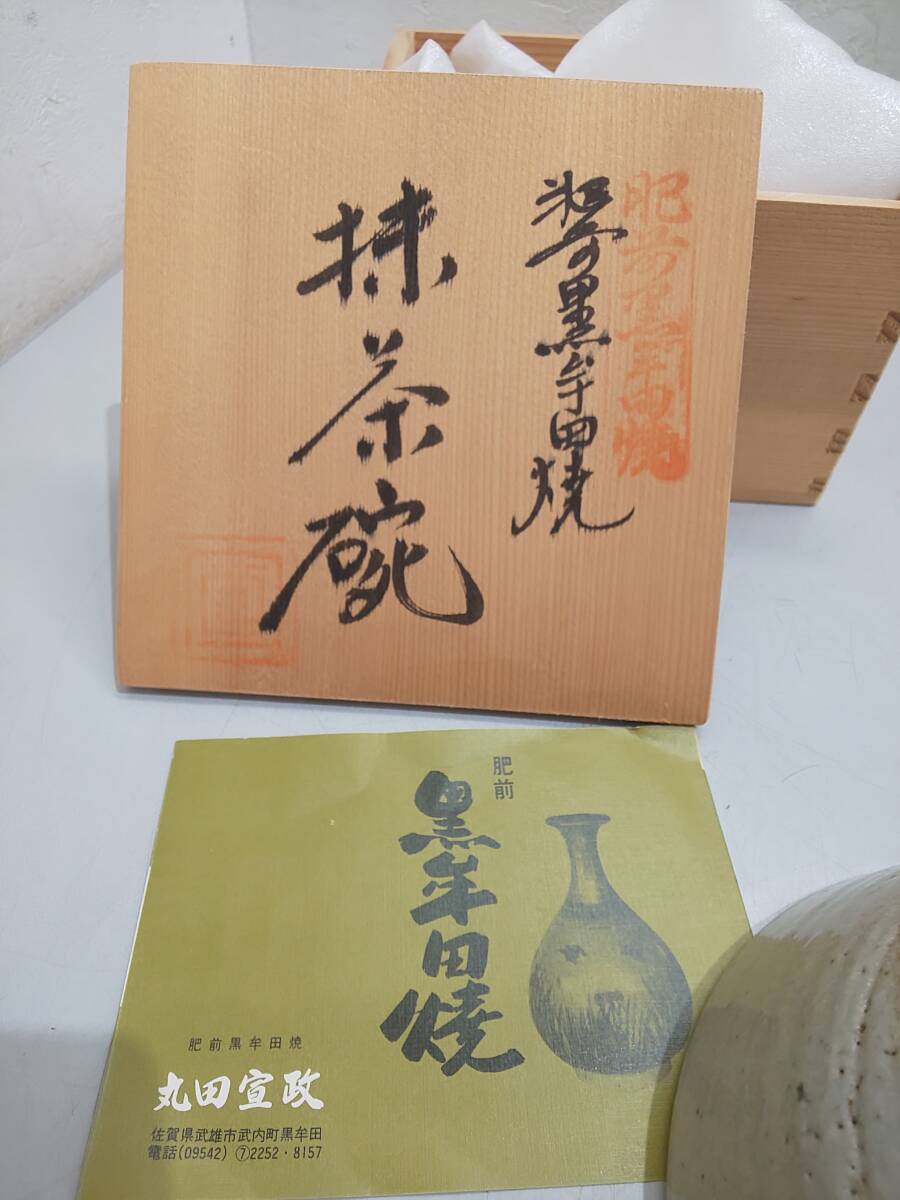 肥前黒牟田焼
肥前黒牟田焼
抹茶碗
肥前
黒牟田焼
肥前黒牟田焼
丸田宣政
佐賀県武雄市武内町黒牟田
電話(09542)⑦2252・8157